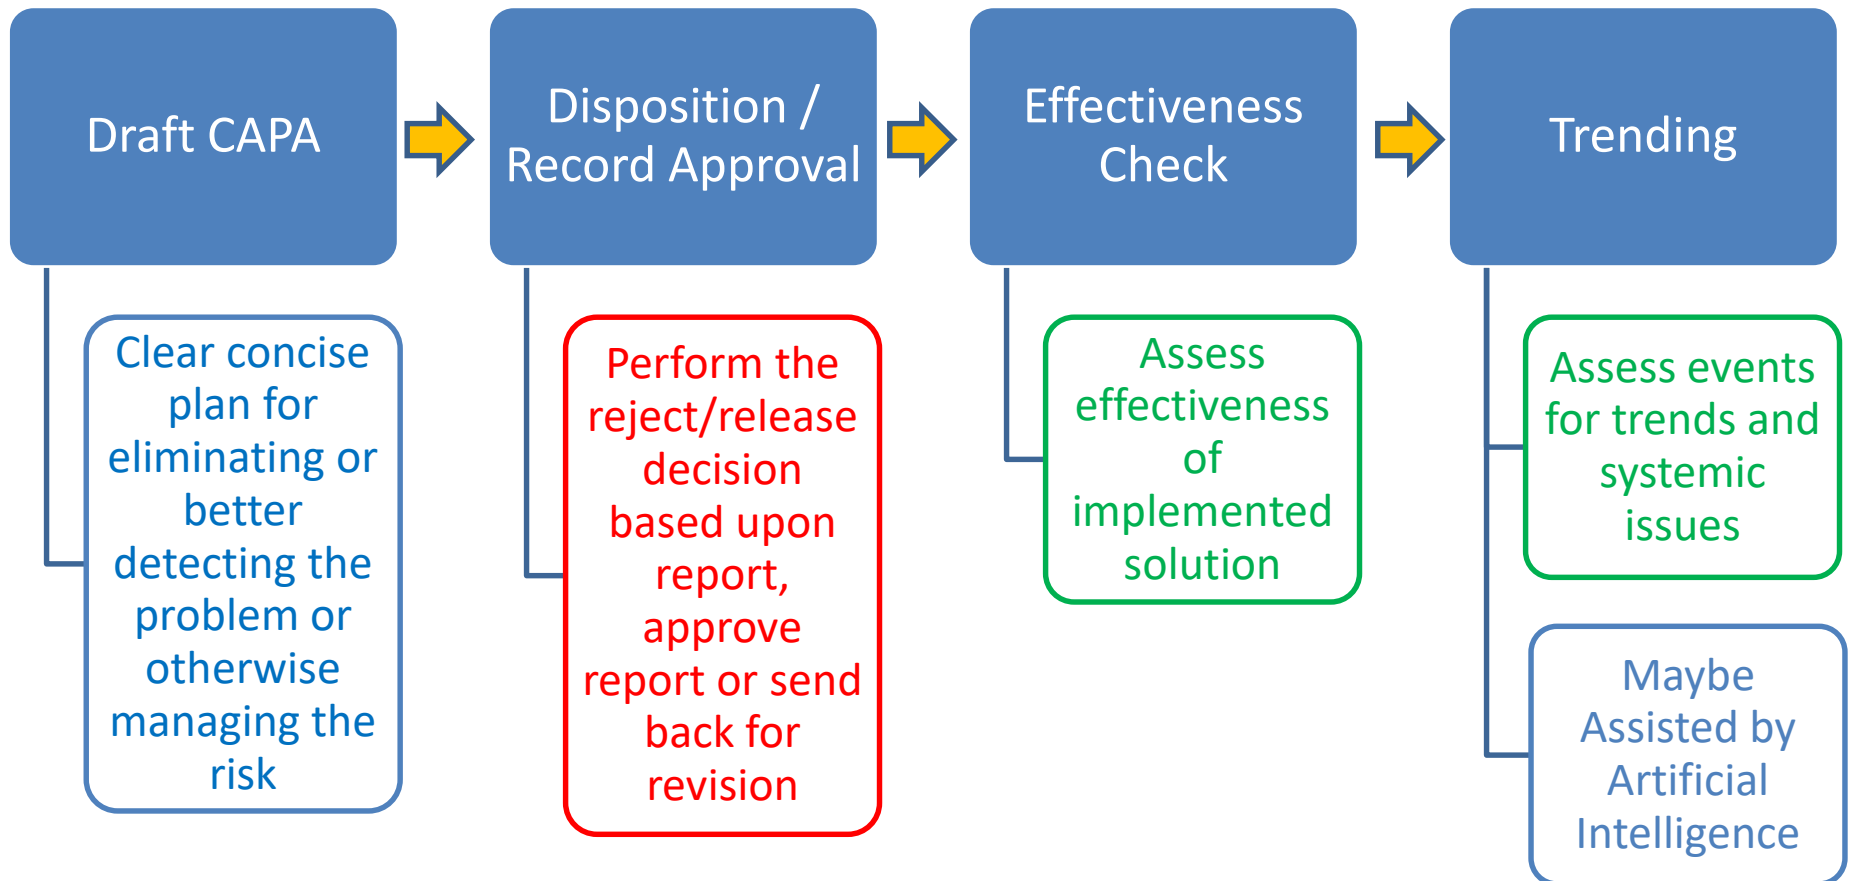 Draft CAPA
Disposition /
Record Approval
Effectiveness
Check
Trending
Clear concise
plan for
eliminating or
better
detecting the
problem or
otherwise
managing the
risk
Perform the
reject/release
decision
based upon
report,
approve
report or send
back for
revision
Assess
effectiveness
of
implemented
solution
Assess events
for trends and
systemic
issues
Maybe
Assisted by
Artificial
Intelligence